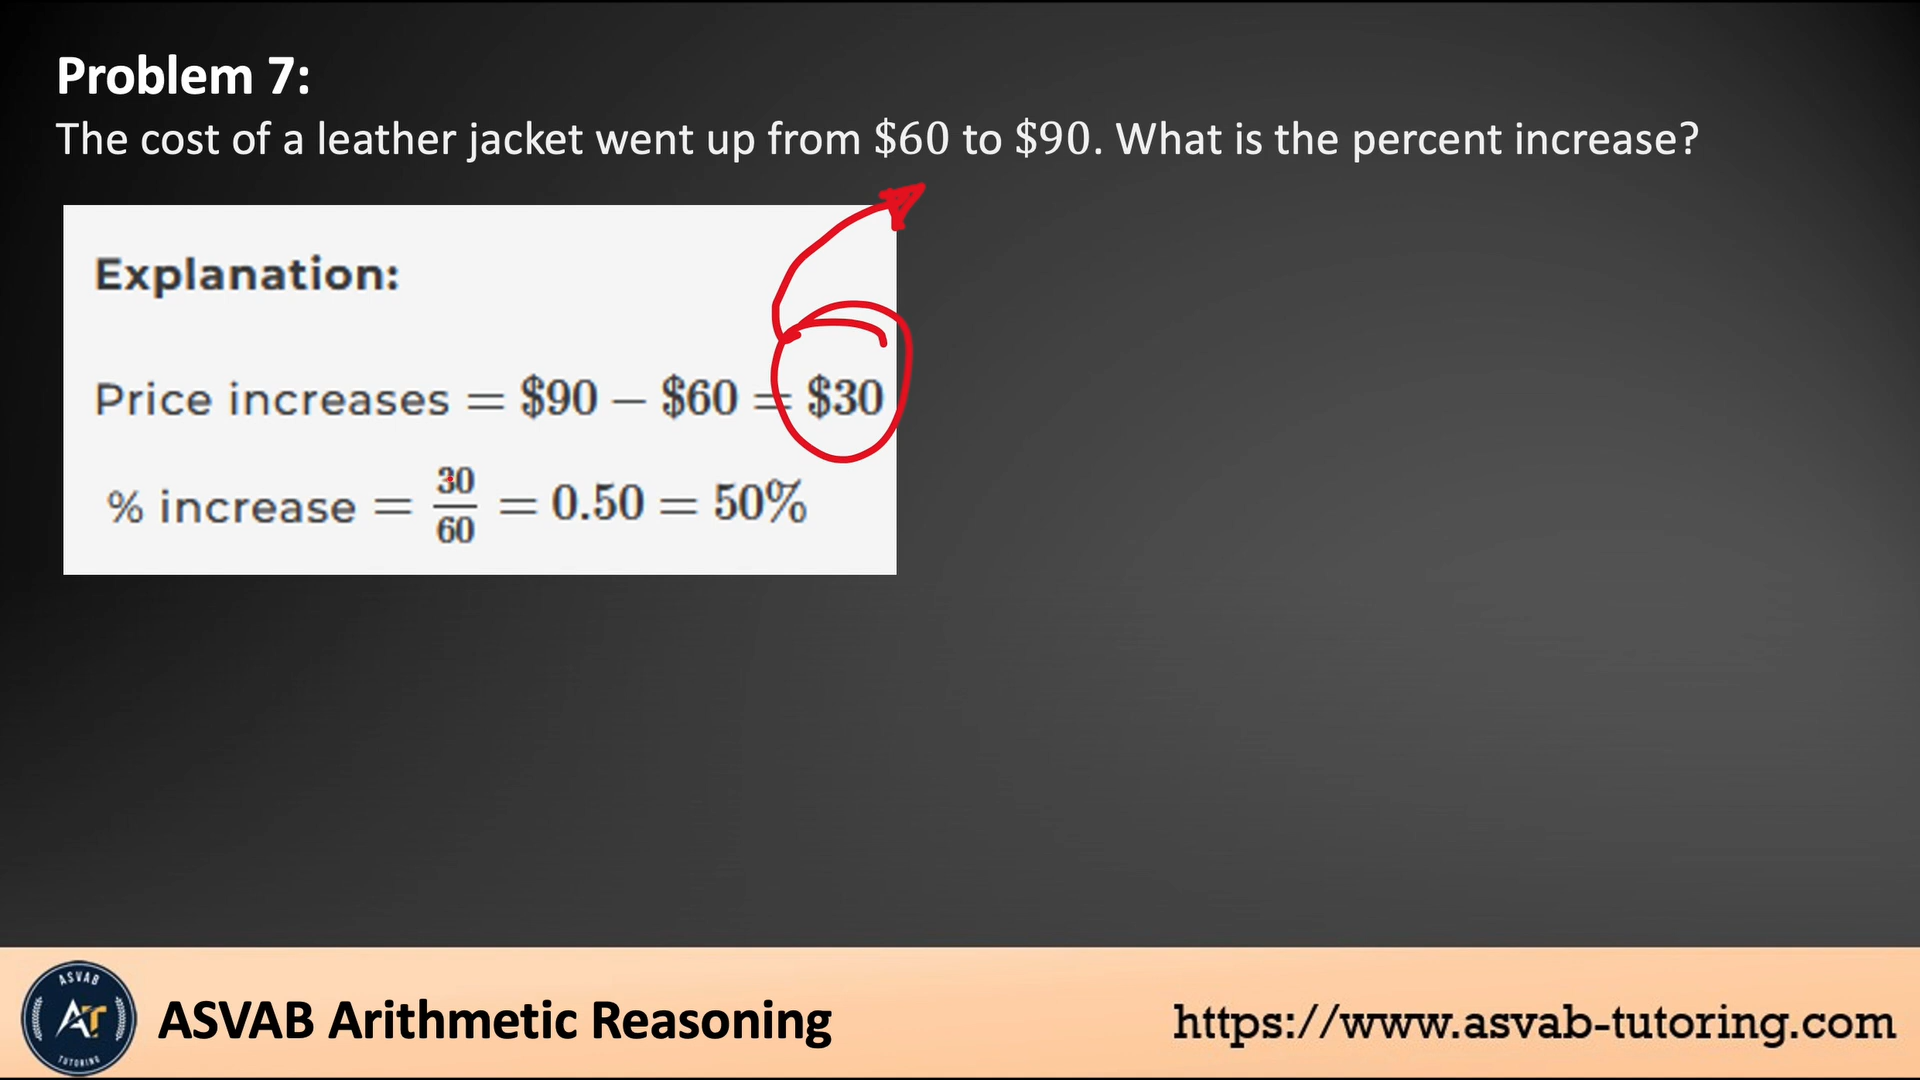 Problem 7:
The cost of a leather jacket went up from $60 to $90. What is the percent increase?
Explanation:
Price increases = $90 − $60 = $30
% increase = 30/60 = 0.50 = 50%
ASVAB
AT
TUTORING
ASVAB Arithmetic Reasoning
https://www.asvab-tutoring.com